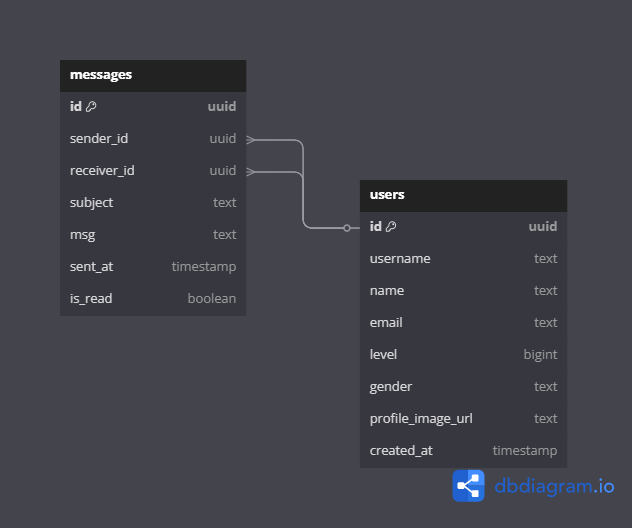 messages
id uuid
sender_id uuid
receiver_id uuid
subject text
msg text
sent_at timestamp
is_read boolean
users
id uuid
username text
name text
email text
level bigint
gender text
profile_image_url text
created_at timestamp
dbdiagram.io